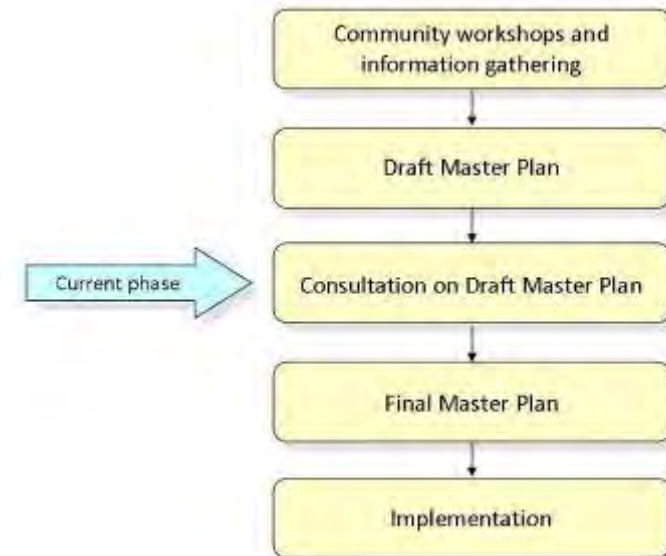 Community workshops and
information gathering
Draft Master Plan
Current phase
Consultation on Draft Master Plan
Final Master Plan
Implementation